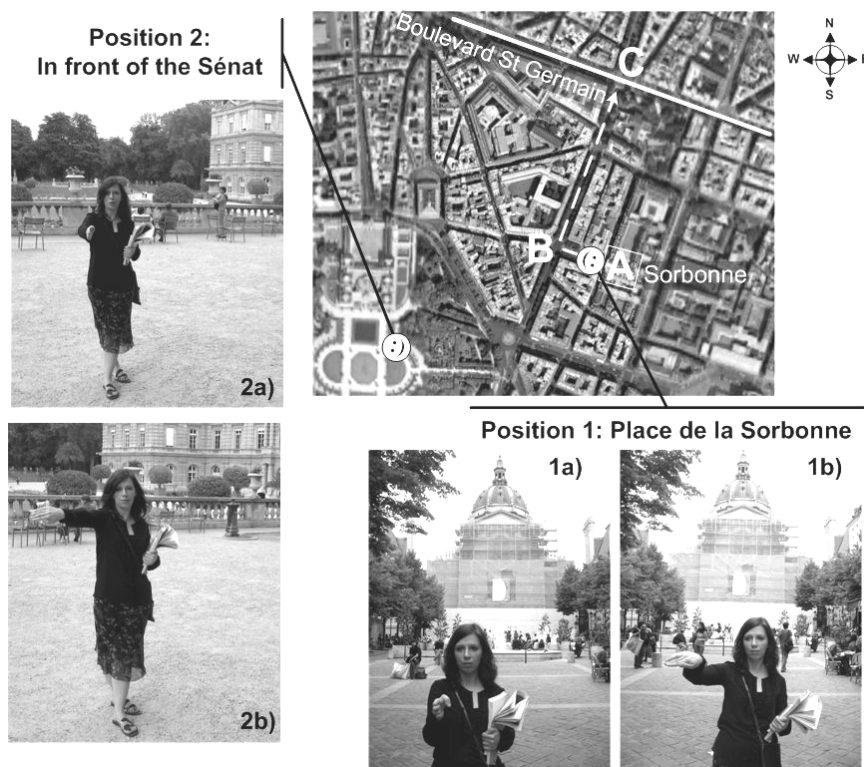 Position 2:
In front of the Sénat
Boulevard St Germain
C
N
W
E
S
B
(:
A
Sorbonne
:)
2a)
2b)
Position 1: Place de la Sorbonne
1a)
1b)